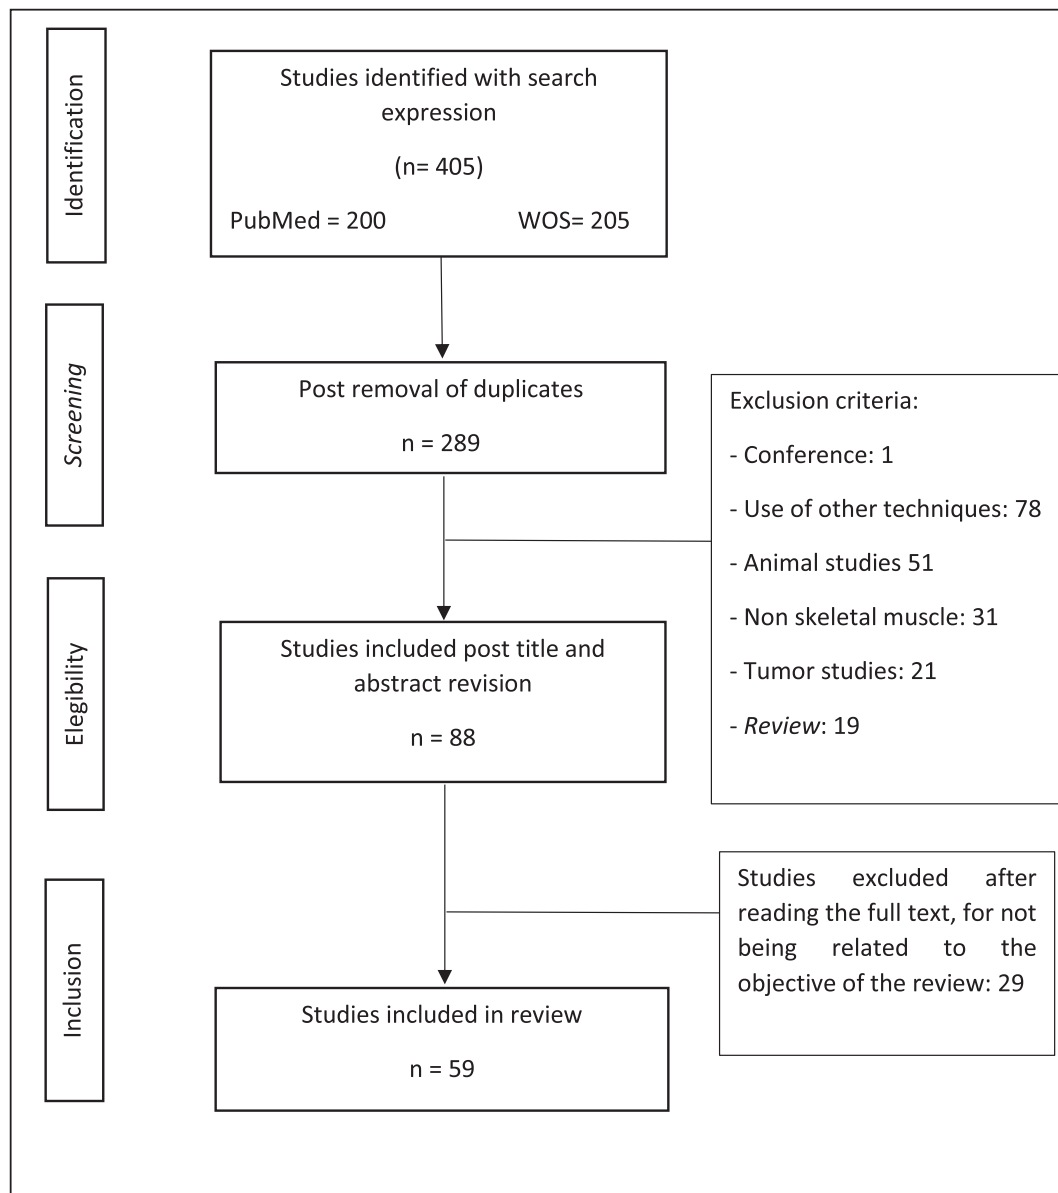 Identification
Studies identified with search
expression
(n= 405)
PubMed = 200 WOS= 205
Screening
Post removal of duplicates
n = 289
Exclusion criteria:
- Conference: 1
- Use of other techniques: 78
- Animal studies 51
- Non skeletal muscle: 31
- Tumor studies: 21
- Review: 19
Elegibility
Studies included post title and
abstract revision
n = 88
Studies excluded after
reading the full text, for not
being related to the
objective of the review: 29
Inclusion
Studies included in review
n = 59